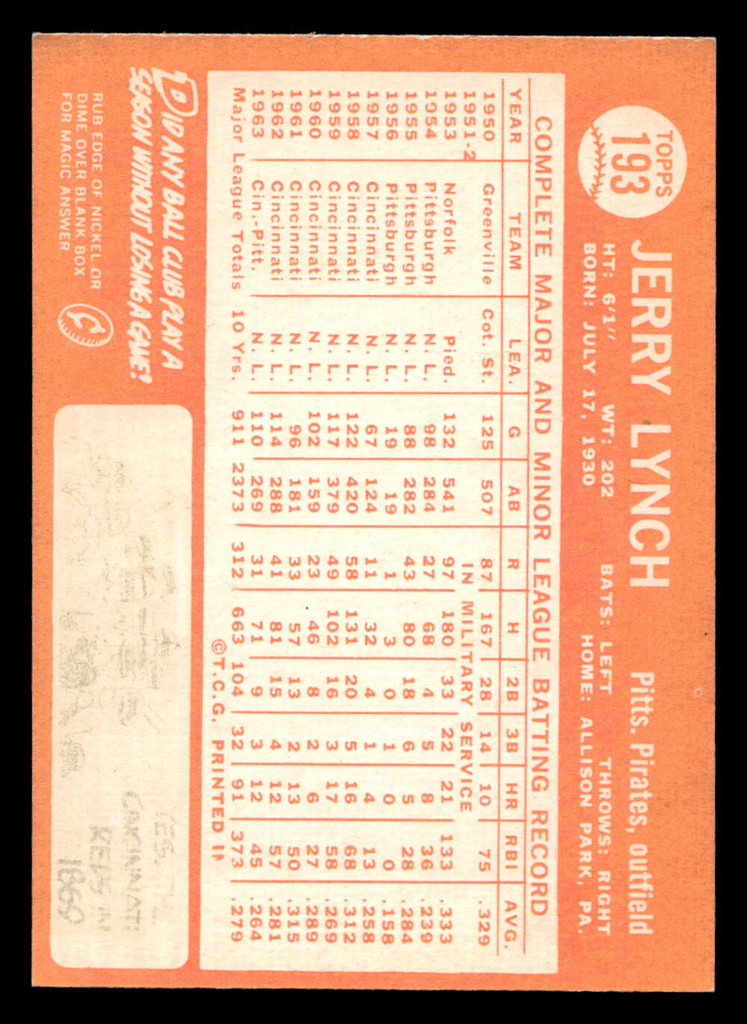 TOPPS
193
JERRY LYNCH Pitts. Pirates, outfield
HT: 6'1" WT: 202 BATS: LEFT THROWS: RIGHT
BORN: JULY 17, 1930 HOME: ALLISON PARK, PA.
COMPLETE MAJOR AND MINOR LEAGUE BATTING RECORD
YEAR TEAM LEA. G AB R H 2B 3B HR RBI AVG.
1950 Greenville Cot. St. 125 507 87 167 28 14 10 75 .329
1951-2 IN MILITARY SERVICE
1953 Norfolk Pied. 132 541 97 180 33 22 21 133 .333
1954 Pittsburgh N. L. 98 284 27 68 4 5 8 36 .239
1955 Pittsburgh N. L. 88 282 43 80 18 6 5 28 .284
1956 Pittsburgh N. L. 19 19 1 3 0 1 0 0 .158
1957 Cincinnati N. L. 67 124 11 32 4 1 4 13 .258
1958 Cincinnati N. L. 122 420 58 131 20 5 16 68 .312
1959 Cincinnati N. L. 117 379 49 102 16 3 17 58 .269
1960 Cincinnati N. L. 102 159 23 46 8 2 6 27 .289
1961 Cincinnati N. L. 96 181 33 57 13 2 13 50 .315
1962 Cincinnati N. L. 114 288 41 81 15 4 12 57 .281
1963 Cin.-Pitt. N. L. 110 269 31 71 9 3 12 45 .264
Major League Totals 10 Yrs. 911 2373 312 663 104 32 91 373 .279
©T.C.G. PRINTED IN
DID ANY BALL CLUB PLAY A
SEASON WITHOUT LOSING A GAME?
RUB EDGE OF NICKEL OR
DIME OVER BLANK BOX
FOR MAGIC ANSWER
CINCINNATI
REDS IN
1869